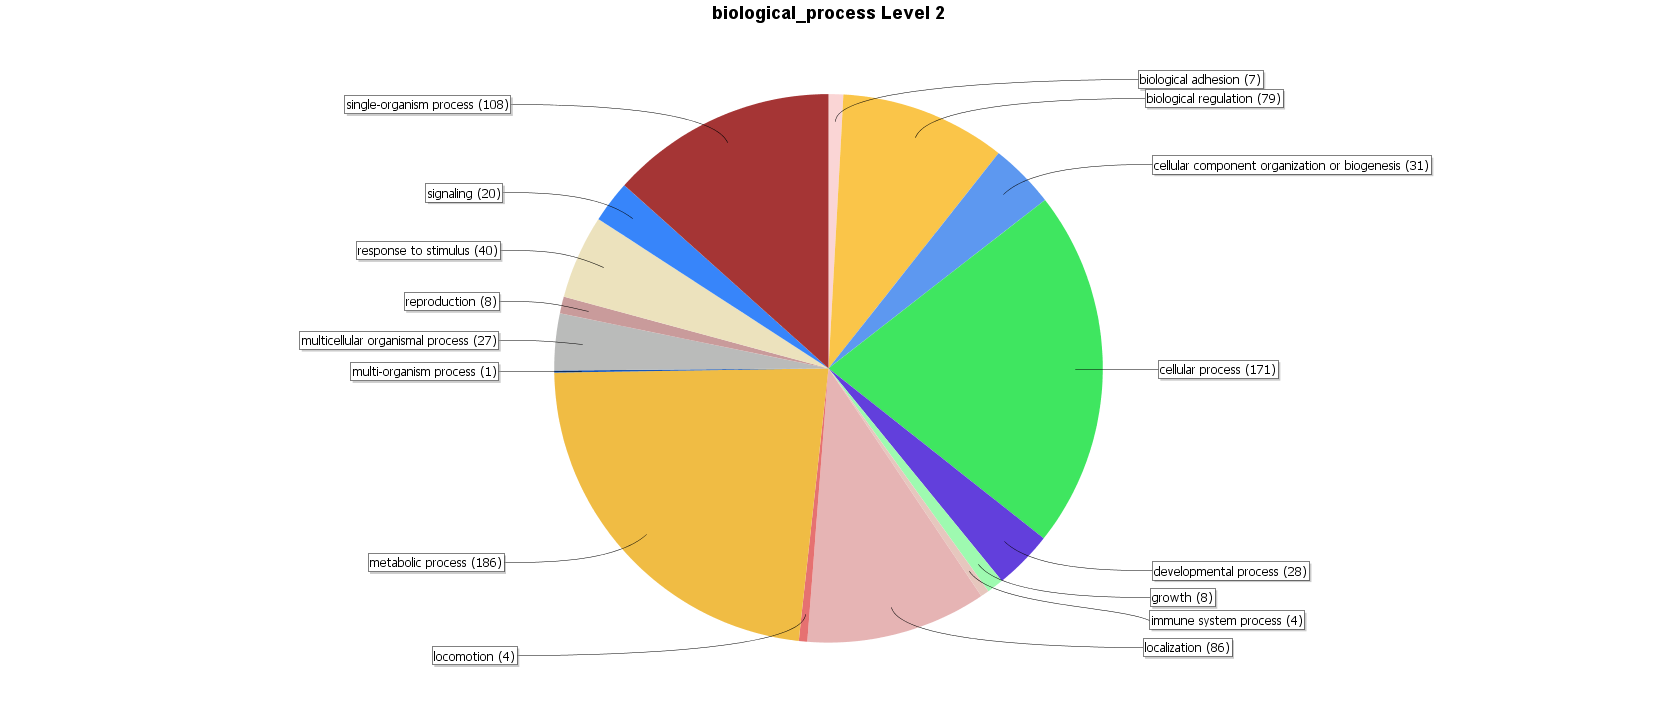 biological_process Level 2
biological adhesion (7)
biological regulation (79)
single-organism process (108)
cellular component organization or biogenesis (31)
signaling (20)
response to stimulus (40)
reproduction (8)
multicellular organismal process (27)
cellular process (171)
multi-organism process (1)
metabolic process (186)
developmental process (28)
growth (8)
immune system process (4)
localization (86)
locomotion (4)